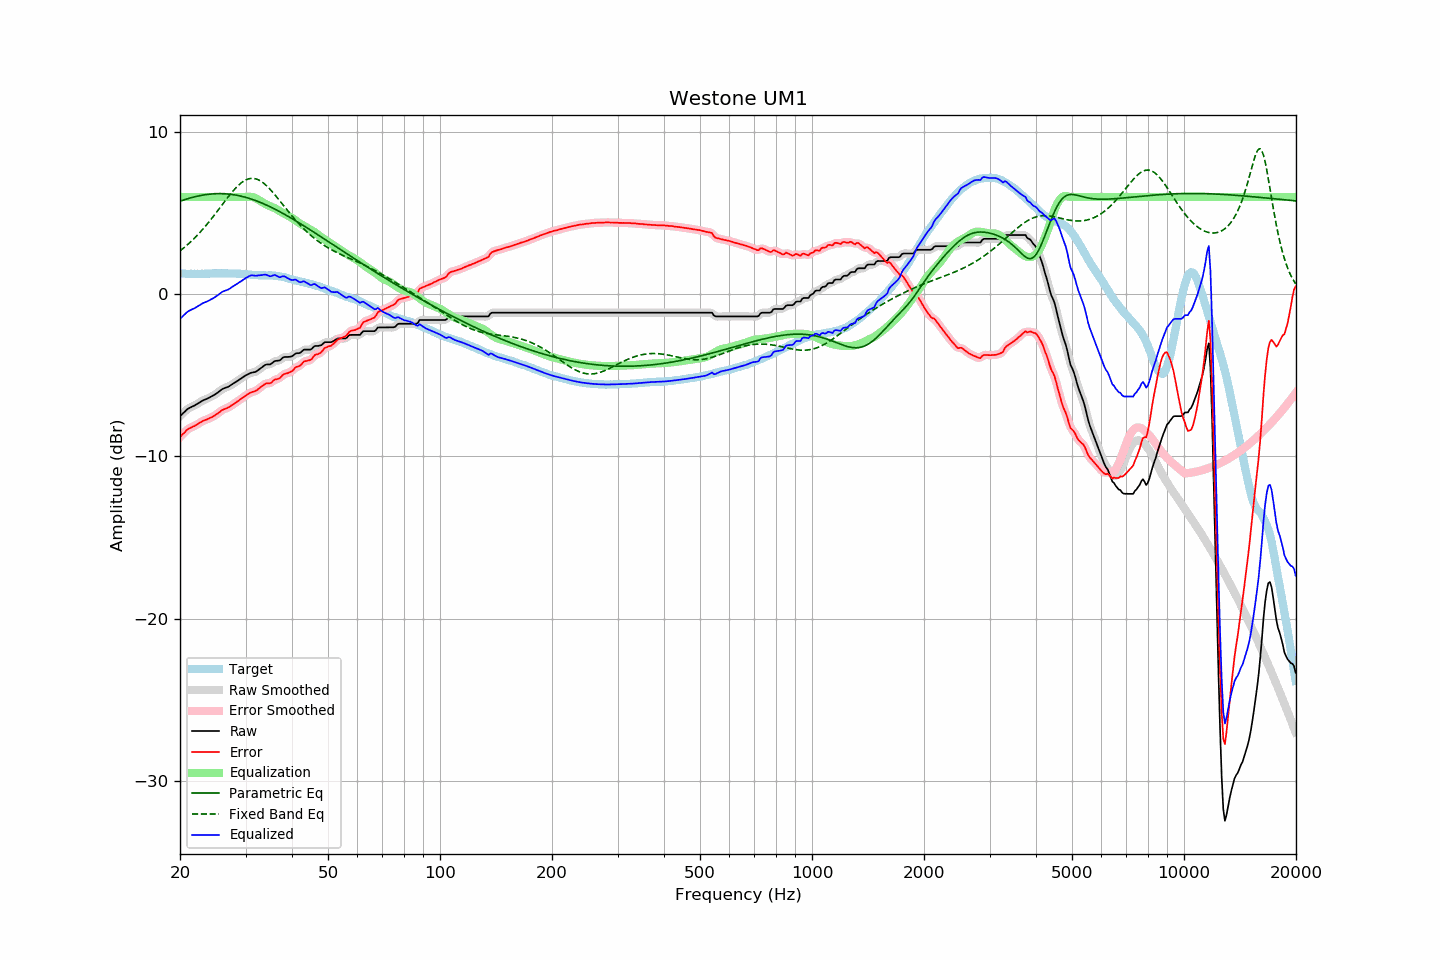 Westone UM1
10
0
−10
−20
−30
Amplitude (dBr)
Target
Raw Smoothed
Error Smoothed
Raw
Error
Equalization
Parametric Eq
Fixed Band Eq
Equalized
20 50 100 200 500 1000 2000 5000 10000 20000
Frequency (Hz)